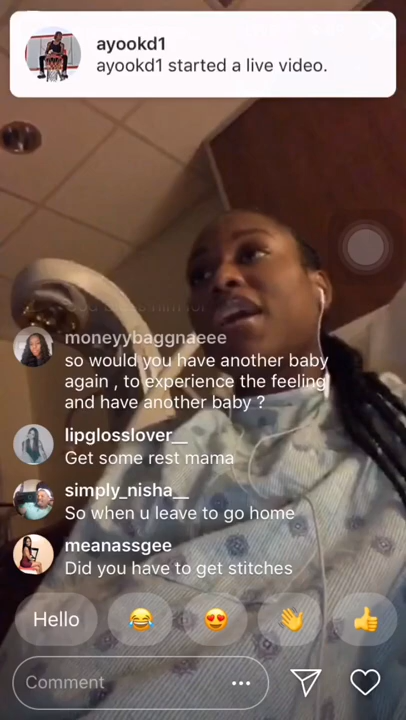 ayookd1
ayookd1 started a live video.
moneyybaggnaeee
so would you have another baby
again , to experience the feeling
and have another baby ?
lipglosslover__
Get some rest mama
simply_nisha__
So when u leave to go home
meanassgee
Did you have to get stitches
Hello
Comment